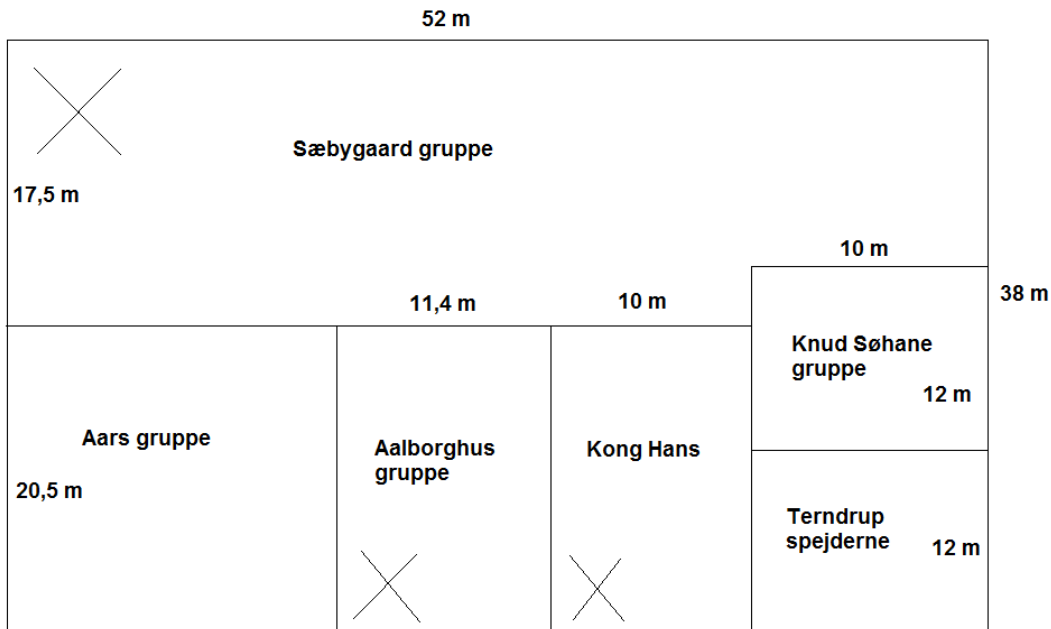 52 m
Sæbygaard gruppe
17,5 m
10 m
11,4 m
10 m
38 m
Knud Søhane
gruppe
12 m
Aars gruppe
Aalborghus
gruppe
Kong Hans
20,5 m
Terndrup
spejderne
12 m